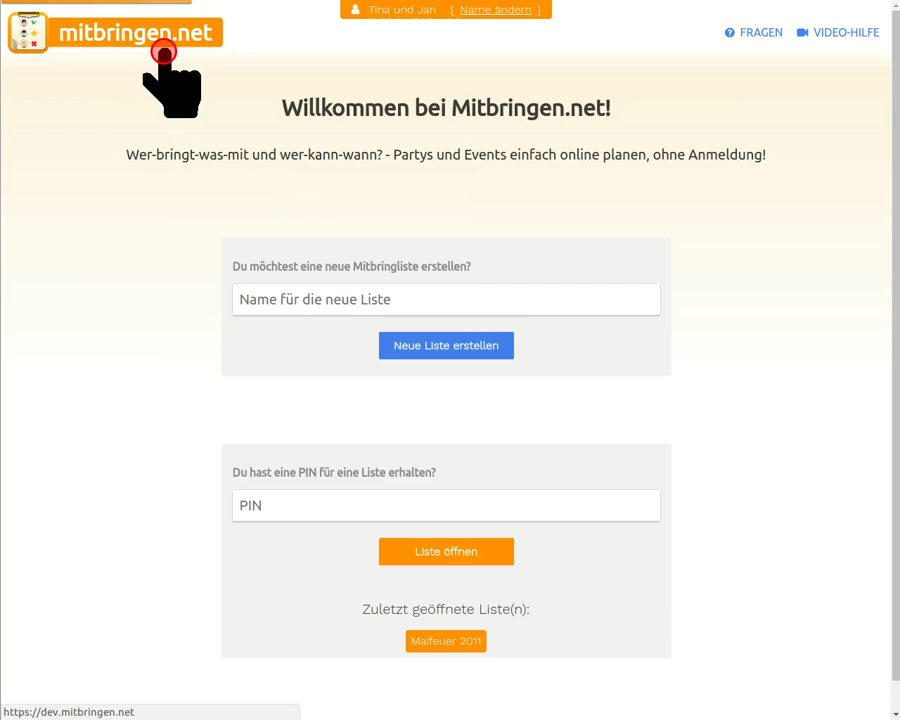 Tina und Jan [ Name ändern ]
mitbringen.net
FRAGEN VIDEO-HILFE
Willkommen bei Mitbringen.net!
Wer-bringt-was-mit und wer-kann-wann? - Partys und Events einfach online planen, ohne Anmeldung!
Du möchtest eine neue Mitbringliste erstellen?
Name für die neue Liste
Neue Liste erstellen
Du hast eine PIN für eine Liste erhalten?
PIN
Liste öffnen
Zuletzt geöffnete Liste(n):
Maifeuer 2011
https://dev.mitbringen.net